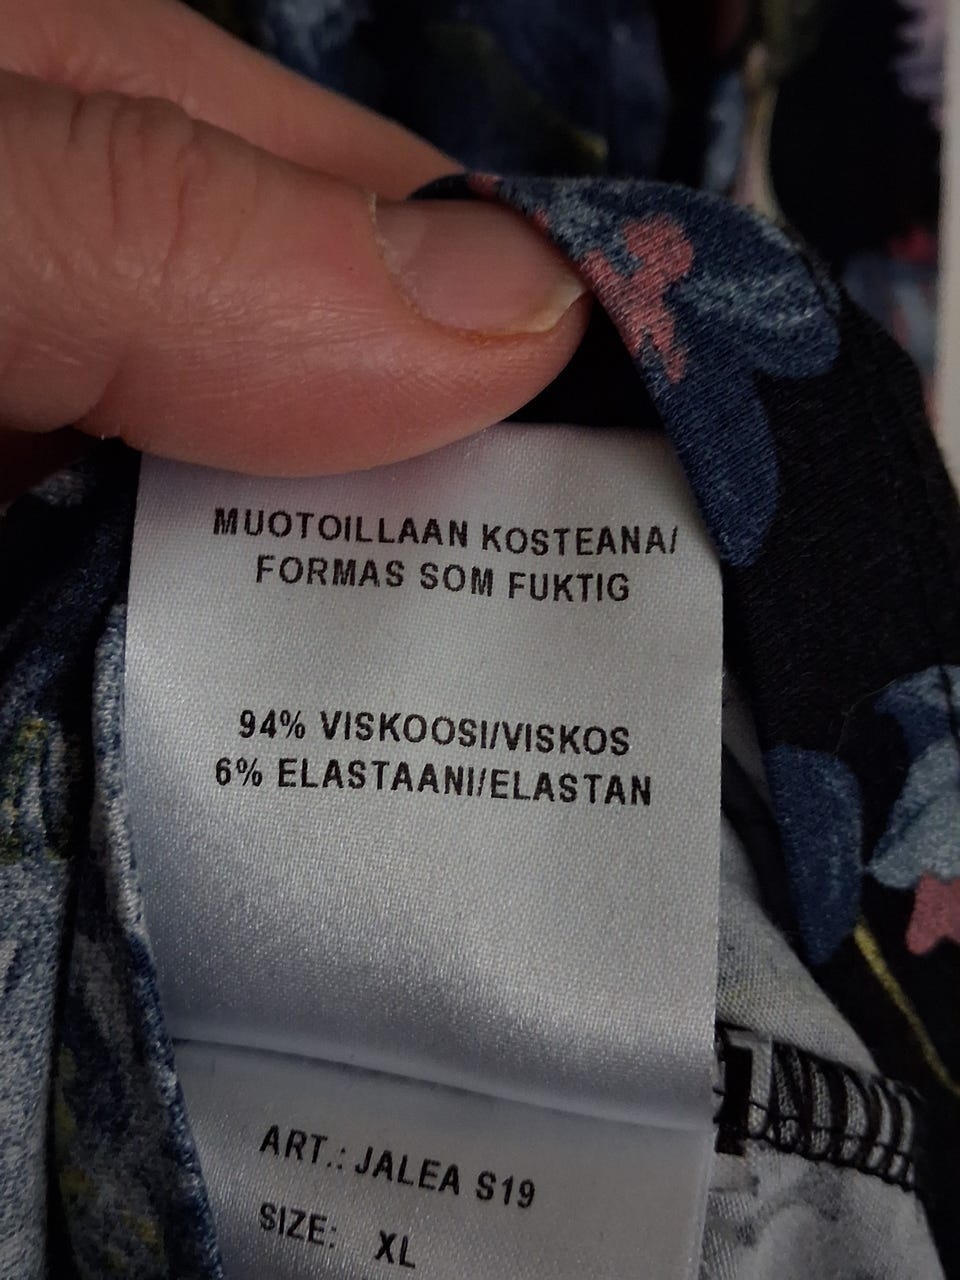 MUOTOILLAAN KOSTEANA/
FORMAS SOM FUKTIG
94% VISKOOSI/VISKOS
6% ELASTAANI/ELASTAN
ART.: JALEA S19
SIZE: XL